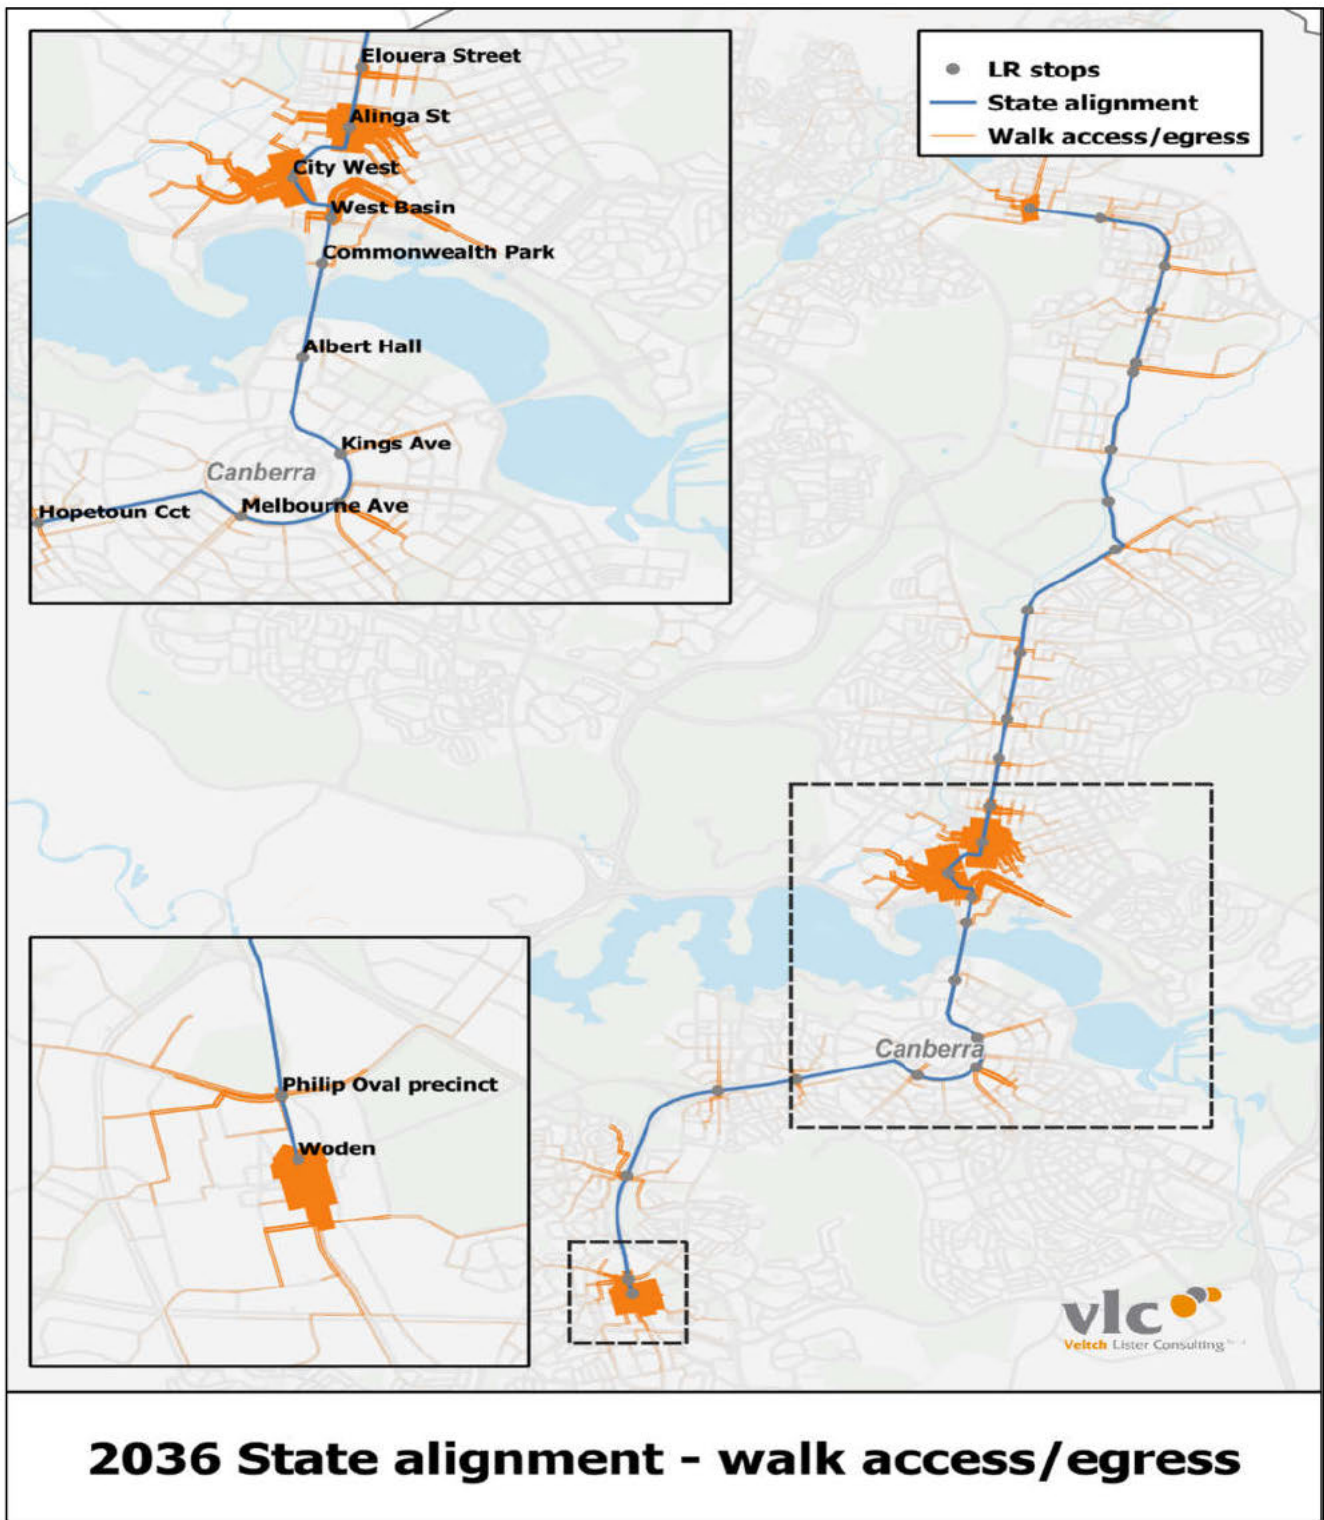 Elouera Street
Alinga St
City West
West Basin
Commonwealth Park
Albert Hall
Kings Ave
Canberra
Melbourne Ave
Hopetoun Cct
LR stops
State alignment
Walk access/egress
Canberra
Philip Oval precinct
Woden
vlc
Veitch Lister Consulting
2036 State alignment - walk access/egress